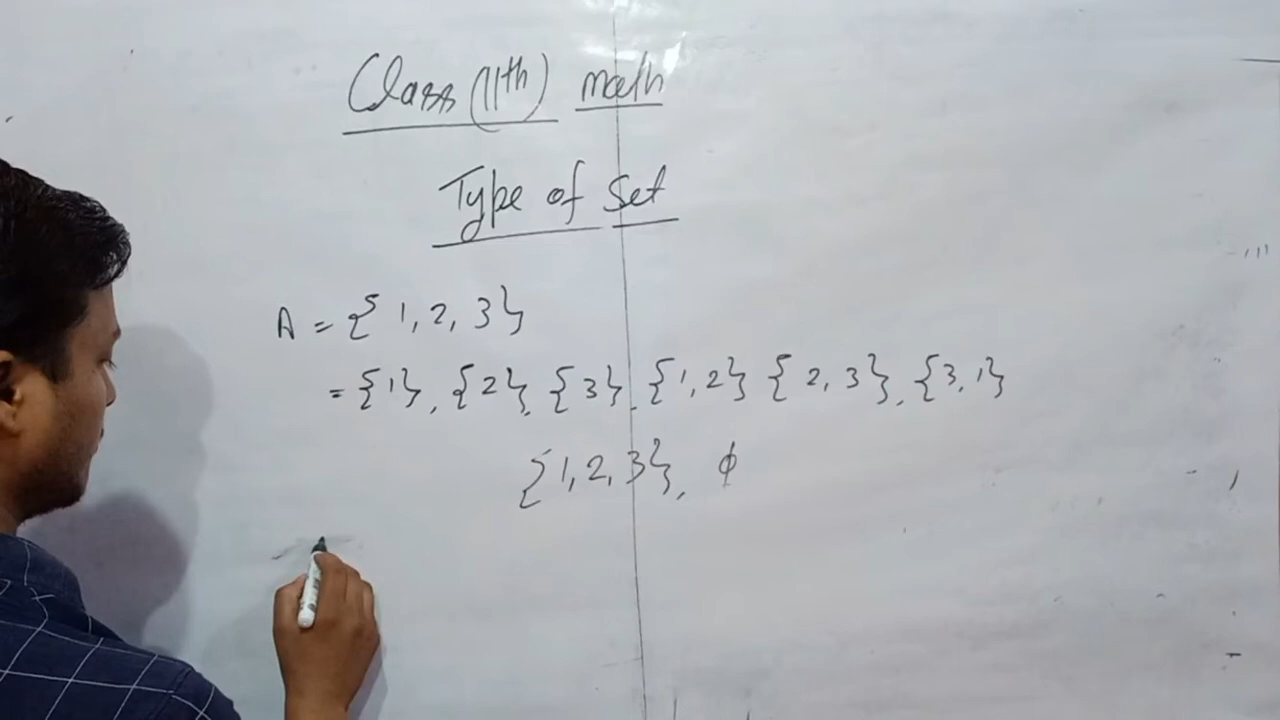 Class (11th) math
Type of Set
A = { 1, 2, 3}
= {1}, {2}, {3}, {1, 2} { 2, 3}, {3, 1}
{1, 2, 3}, ϕ